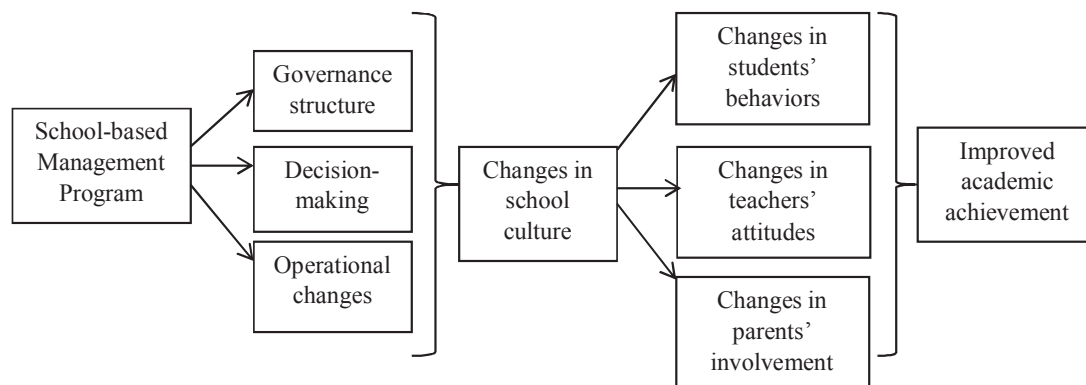 School-based
Management
Program
Governance
structure
Decision-
making
Operational
changes
Changes in
school
culture
Changes in
students’
behaviors
Changes in
teachers’
attitudes
Changes in
parents’
involvement
Improved
academic
achievement